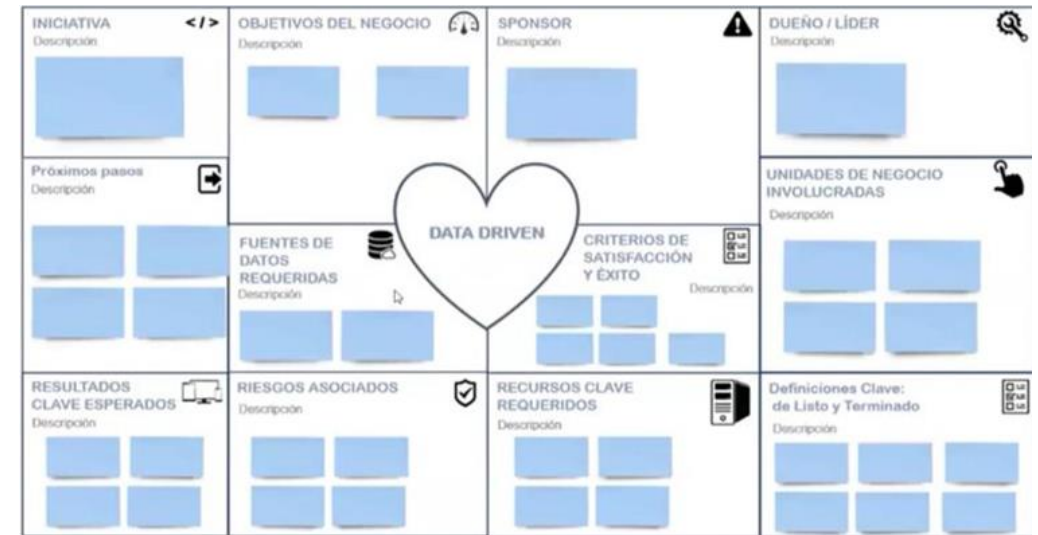 INICIATIVA
</>
Descripción
OBJETIVOS DEL NEGOCIO
Descripción
SPONSOR
Descripción
DUEÑO / LÍDER
Descripción
Próximos pasos
Descripción
DATA DRIVEN
FUENTES DE
DATOS
REQUERIDAS
Descripción
CRITERIOS DE
SATISFACCIÓN
Y ÉXITO
Descripción
UNIDADES DE NEGOCIO
INVOLUCRADAS
Descripción
RESULTADOS
CLAVE ESPERADOS
Descripción
RIESGOS ASOCIADOS
Descripción
RECURSOS CLAVE
REQUERIDOS
Descripción
Definiciones Clave:
de Listo y Terminado
Descripción